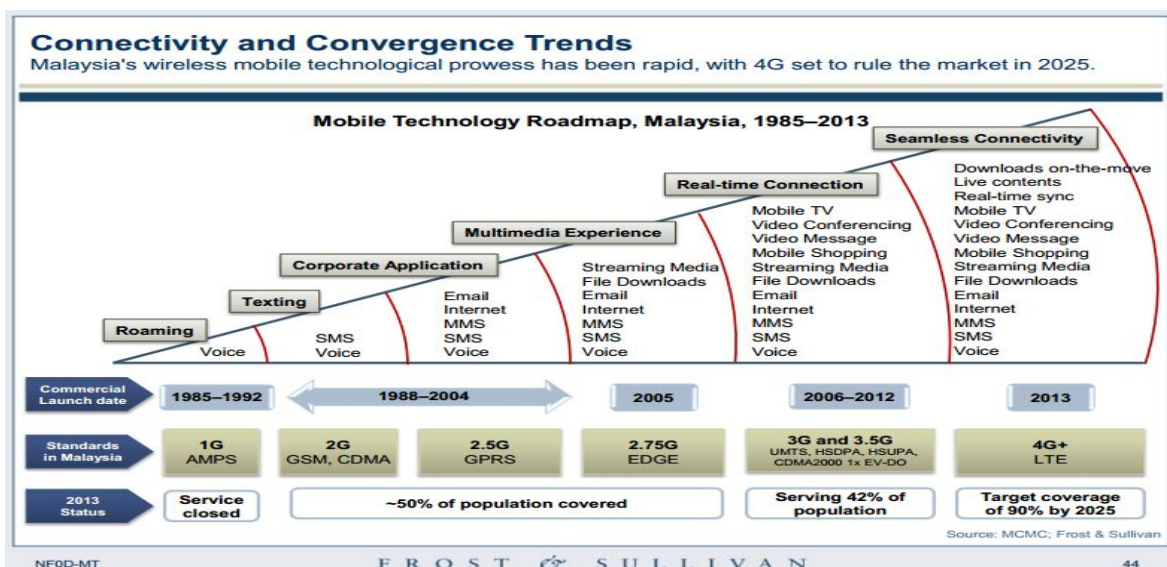 Connectivity and Convergence Trends
Malaysia's wireless mobile technological prowess has been rapid, with 4G set to rule the market in 2025.
Mobile Technology Roadmap, Malaysia, 1985–2013
Roaming
Voice
Texting
SMS
Voice
Corporate Application
Email
Internet
MMS
SMS
Voice
Multimedia Experience
Streaming Media
File Downloads
Email
Internet
MMS
SMS
Voice
Real-time Connection
Mobile TV
Video Conferencing
Video Message
Mobile Shopping
Streaming Media
File Downloads
Email
Internet
MMS
SMS
Voice
Seamless Connectivity
Downloads on-the-move
Live contents
Real-time sync
Mobile TV
Video Conferencing
Video Message
Mobile Shopping
Streaming Media
File Downloads
Email
Internet
MMS
SMS
Voice
Commercial
Launch date
1985–1992
1988–2004
2005
2006–2012
2013
Standards
in Malaysia
1G
AMPS
2G
GSM, CDMA
2.5G
GPRS
2.75G
EDGE
3G and 3.5G
UMTS, HSDPA, HSUPA,
CDMA2000 1x EV-DO
4G+
LTE
2013
Status
Service
closed
~50% of population covered
Serving 42% of
population
Target coverage
of 90% by 2025
Source: MCMC; Frost & Sullivan
NF0D-MT
FROST & SULLIVAN
44